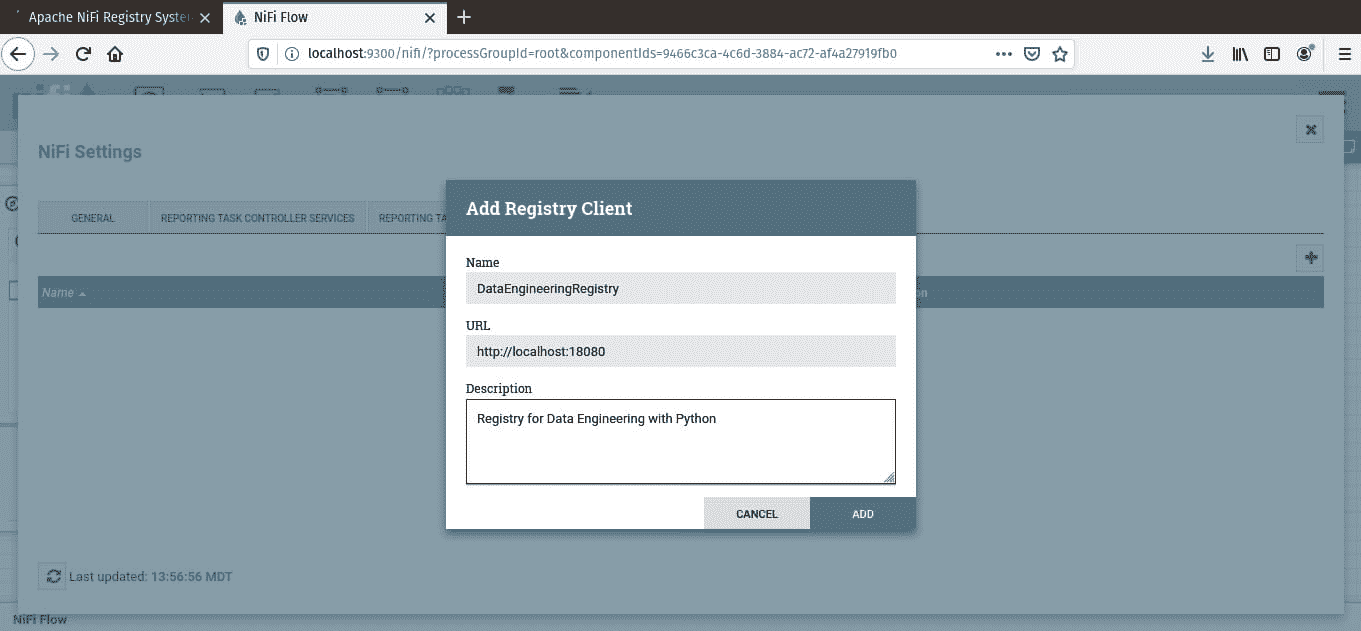 Apache NiFi Registry Syste
NiFi Flow
localhost:9300/nifi/?processGroupId=root&componentIds=9466c3ca-4c6d-3884-ac72-af4a27919fb0
NiFi Settings
GENERAL
REPORTING TASK CONTROLLER SERVICES
REPORTING TA
Name
on
Add Registry Client
Name
DataEngineeringRegistry
URL
http://localhost:18080
Description
Registry for Data Engineering with Python
CANCEL
ADD
Last updated: 13:56:56 MDT
NiFi Flow